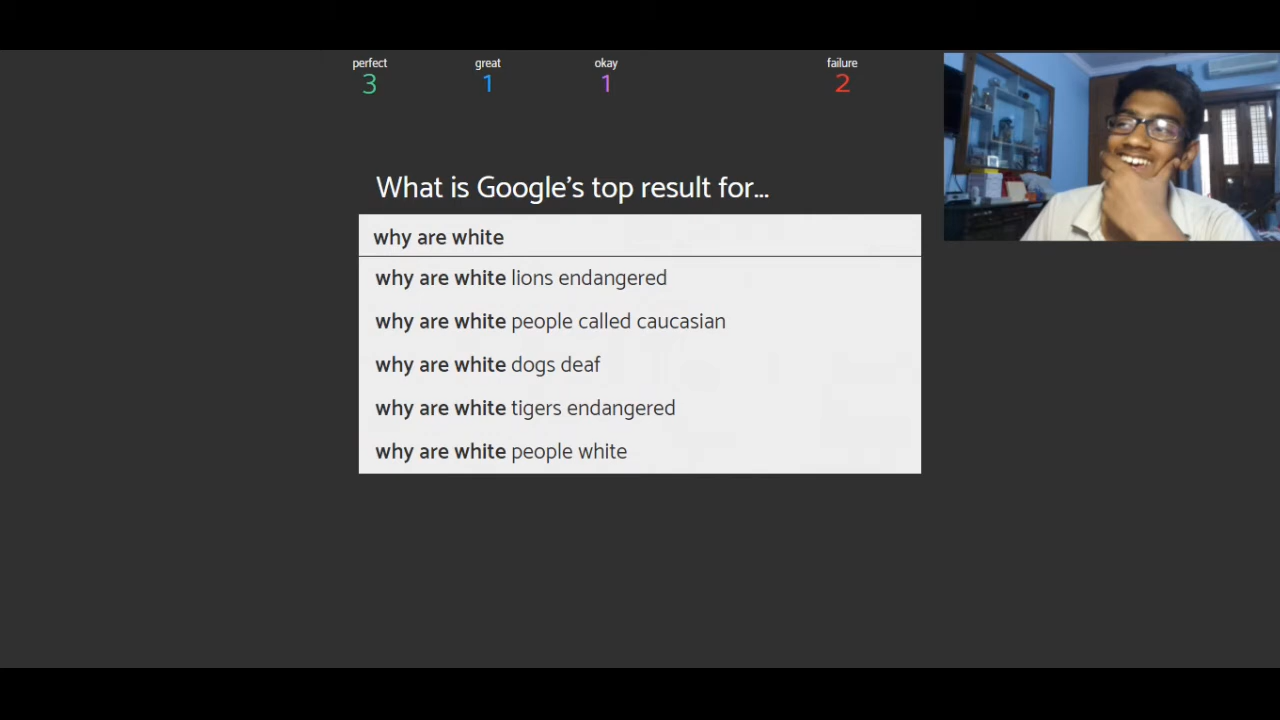 perfect great okay failure
3 1 1 2
What is Google's top result for...
why are white
why are white lions endangered
why are white people called caucasian
why are white dogs deaf
why are white tigers endangered
why are white people white